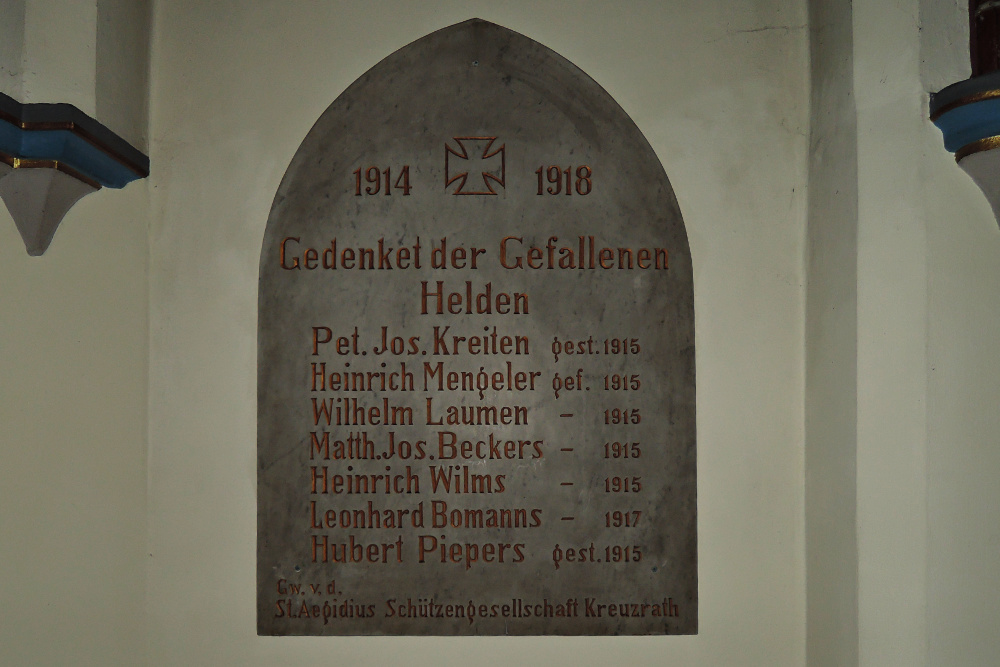 1914 1918
Gedenket der Gefallenen
Helden
Pet. Jos. Kreiten gest. 1915
Heinrich Mengeler gef. 1915
Wilhelm Laumen – 1915
Matth. Jos. Beckers – 1915
Heinrich Wilms – 1915
Leonhard Bomanns – 1917
Hubert Piepers gest. 1915
Gw. v. d.
St. Aegidius Schützengesellschaft Kreuzrath